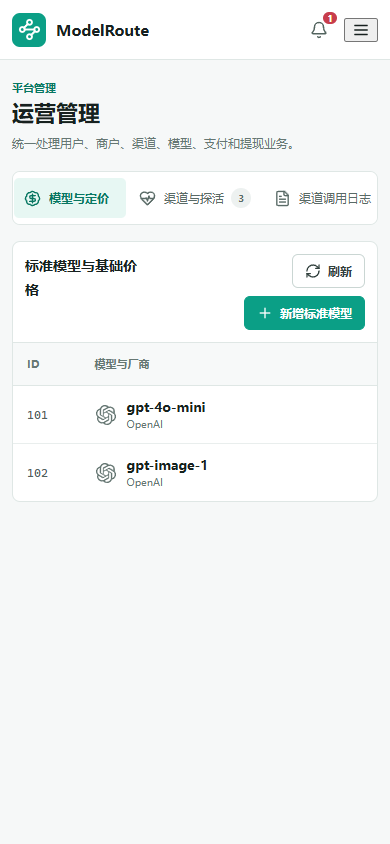 ModelRoute
1
平台管理
运营管理
统一处理用户、商户、渠道、模型、支付和提现业务。
模型与定价
渠道与探活 3
渠道调用日志
标准模型与基础价
格
刷新
新增标准模型
ID 模型与厂商
101 gpt-4o-mini
OpenAI
102 gpt-image-1
OpenAI